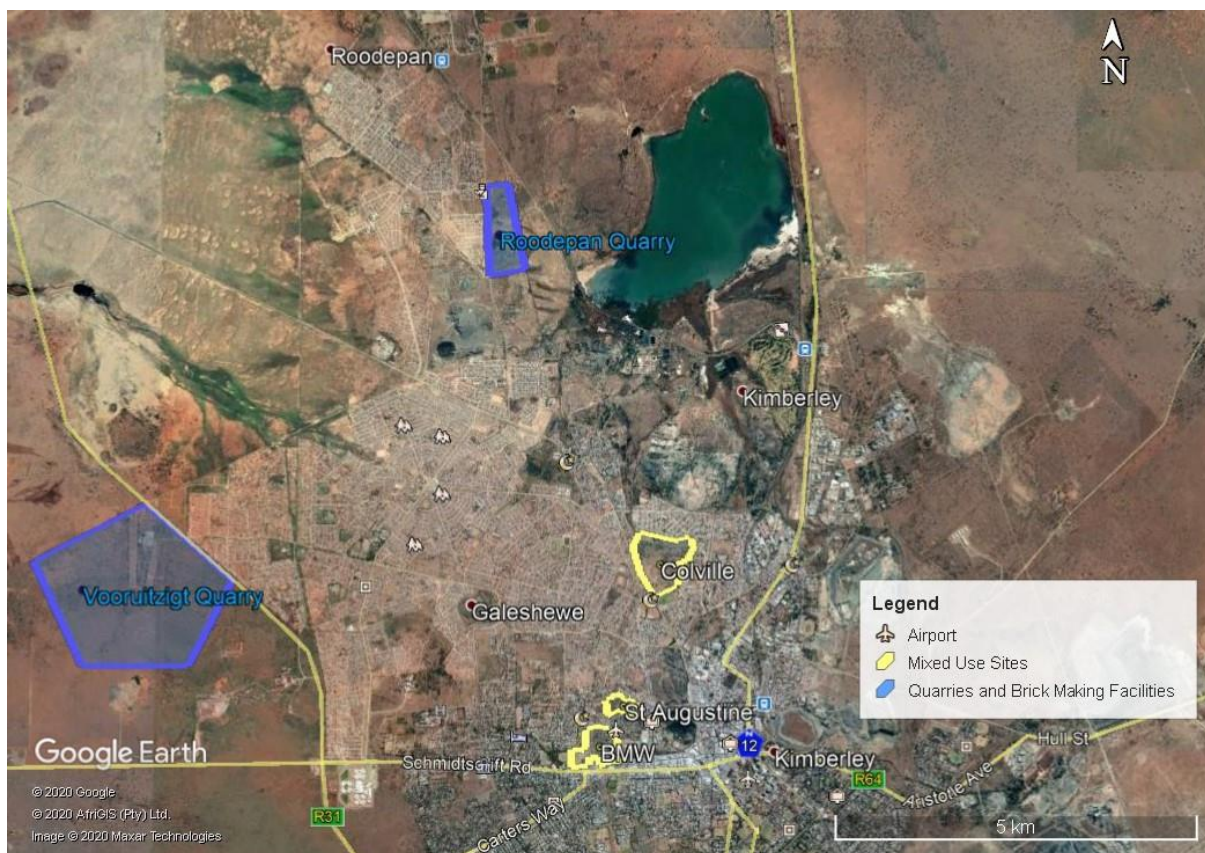 Roodepan
N
Roodepan Quarry
Kimberley
Colville
Vooruitzigt Quarry
Galeshewe
Legend
Airport
Mixed Use Sites
Quarries and Brick Making Facilities
St Augustine
BMW
N
12
Kimberley
Hull St
Google Earth
Schmidtsdrift Rd
R64
Aristotle Ave
© 2020 Google
© 2020 AfriGIS (Pty) Ltd.
R31
Carters Way
5 km
Image © 2020 Maxar Technologies